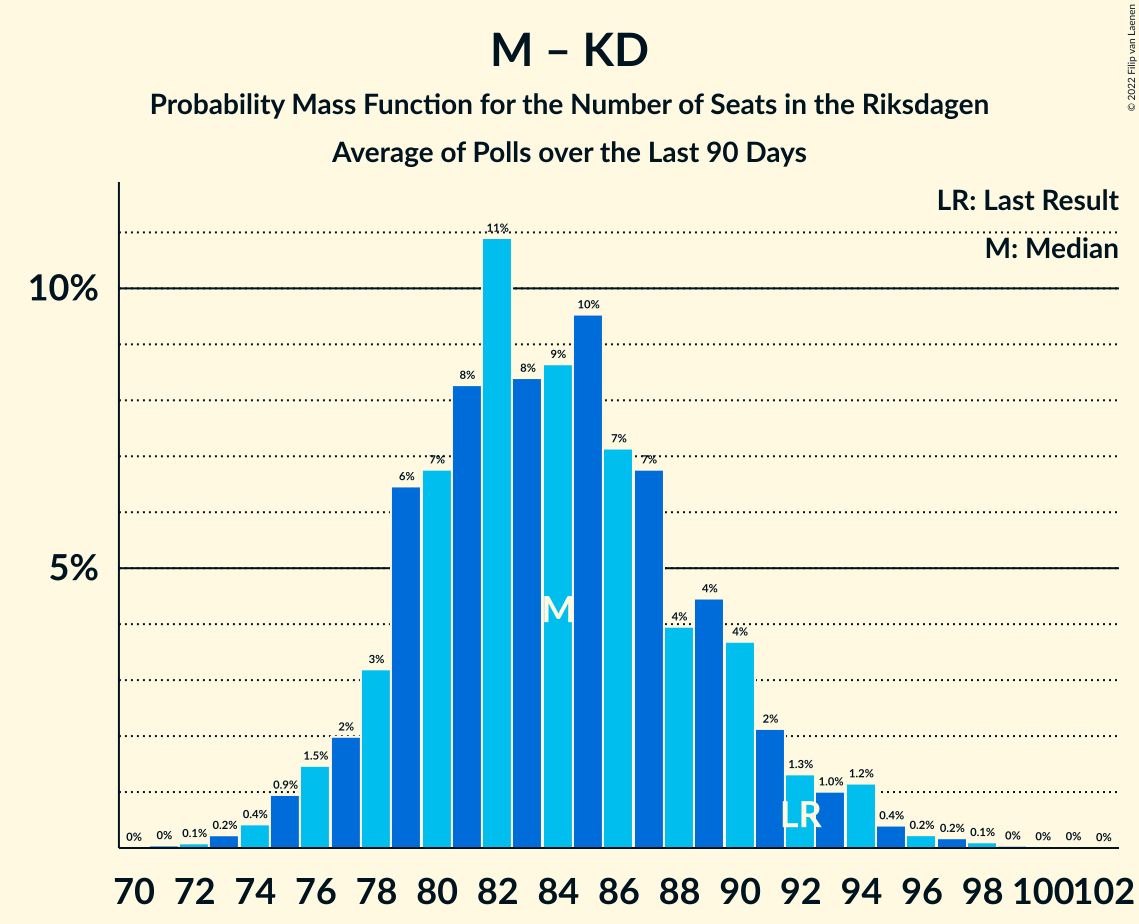 M – KD
Probability Mass Function for the Number of Seats in the Riksdagen
Average of Polls over the Last 90 Days
© 2022 Filip van Laenen
LR: Last Result
M: Median
10%
5%
0% 0% 0.1% 0.2% 0.4% 0.9% 1.5% 2% 3% 6% 7% 8% 11% 8% 9% 10% 7% 7% 4% 4% 4% 2% 1.3% 1.0% 1.2% 0.4% 0.2% 0.2% 0.1% 0% 0% 0% 0%
M
LR
70 72 74 76 78 80 82 84 86 88 90 92 94 96 98 100 102